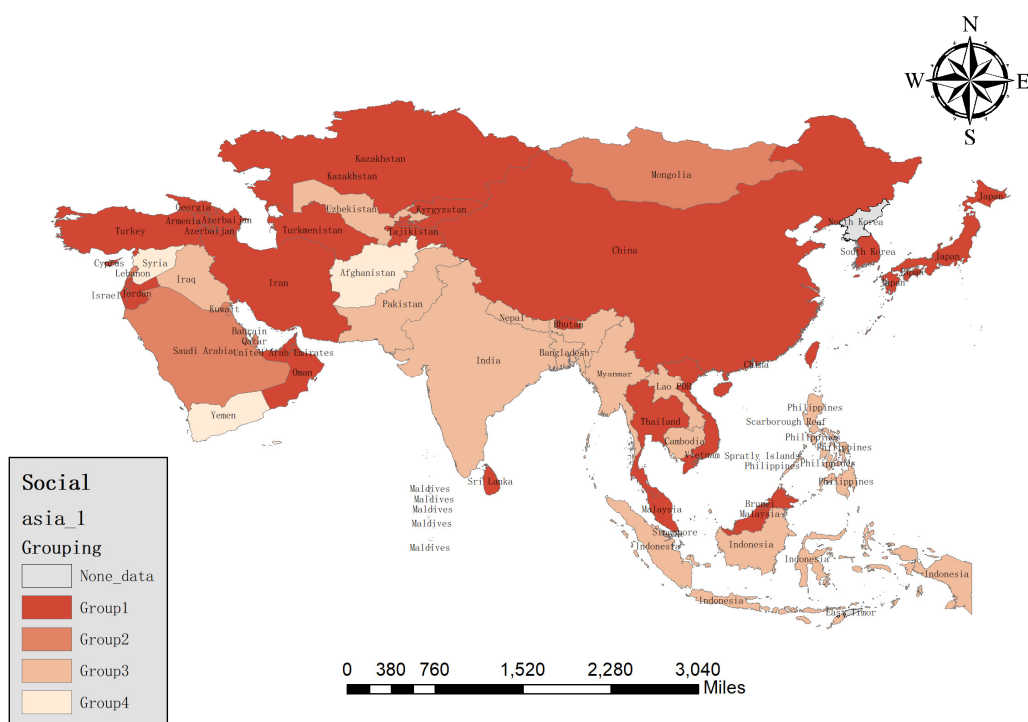 N
W E
S
Kazakhstan
Kazakhstan
Mongolia
Uzbekistan
Kyrgyzstan
Georgia
Armenia Azerbaijan
Azerbaijan
Turkey
Turkmenistan
Tajikistan
Japan
North Korea
South Korea
Japan
Japan
Japan
China
Cyprus
Syria
Lebanon
Iraq
Iran
Afghanistan
Israel
Jordan
Pakistan
Kuwait
Nepal
Bhutan
Bahrain
Qatar
Saudi Arabia
United Arab Emirates
India
Bangladesh
Oman
China
Myanmar
Lao PDR
Yemen
Thailand
Philippines
Scarborough Reef
Cambodia
Philippines
Philippines
Vietnam
Spratly Islands
Philippines
Philippines
Philippines
Sri Lanka
Maldives
Maldives
Maldives
Maldives
Maldives
Malaysia
Brunei
Malaysia
Singapore
Indonesia
Indonesia
Indonesia
Indonesia
Indonesia
East Timor
Social
asia_1
Grouping
None_data
Group1
Group2
Group3
Group4
0 380 760 1,520 2,280 3,040
Miles